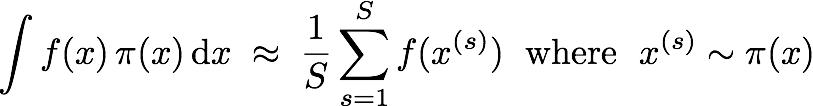 ∫ f(x) π(x) dx ≈ 1/S ∑_{s=1}^{S} f(x^{(s)}) where x^{(s)} ∼ π(x)